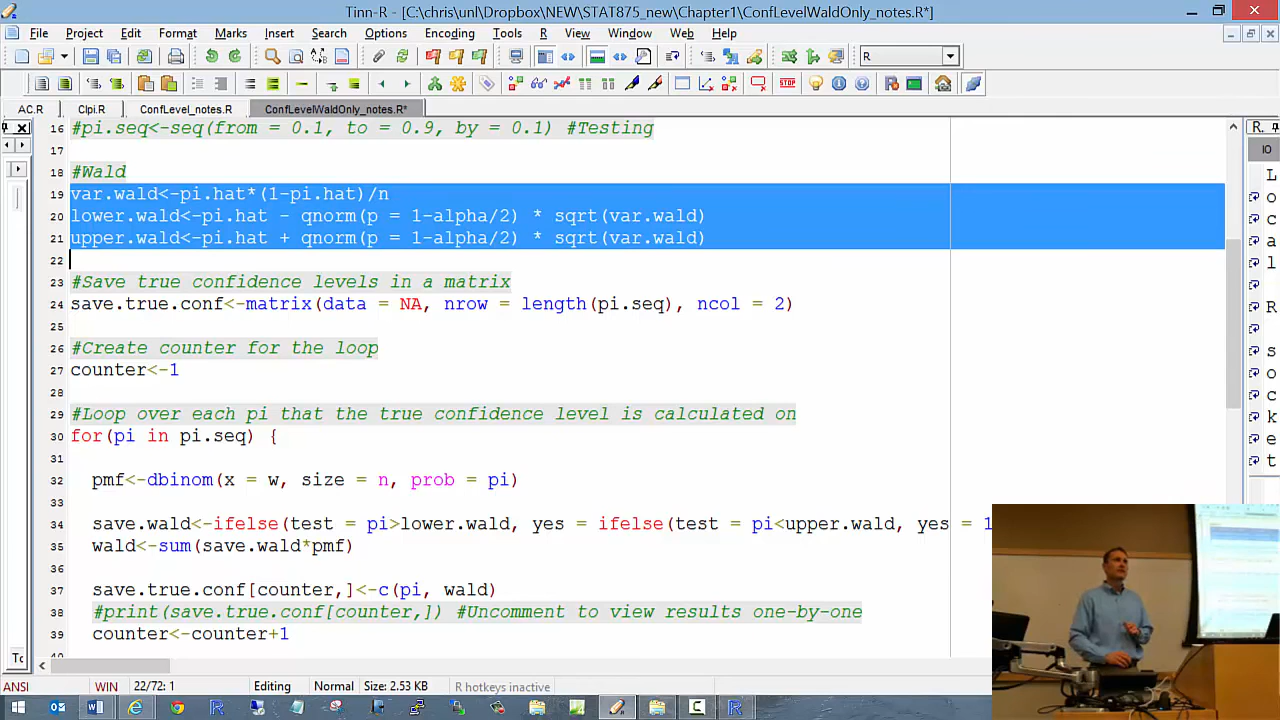 Tinn-R - [C:\chris\unl\Dropbox\NEW\STAT875_new\Chapter1\ConfLevelWaldOnly_notes.R*]
File Project Edit Format Marks Insert Search Options Encoding Tools R View Window Web Help
R
STOP
AC.R CIpi.R ConfLevel_notes.R ConfLevelWaldOnly_notes.R* R.
IO
16 #pi.seq<-seq(from = 0.1, to = 0.9, by = 0.1) #Testing
17
18 #Wald
19 var.wald<-pi.hat*(1-pi.hat)/n
20 lower.wald<-pi.hat - qnorm(p = 1-alpha/2) * sqrt(var.wald)
21 upper.wald<-pi.hat + qnorm(p = 1-alpha/2) * sqrt(var.wald)
22
23 #Save true confidence levels in a matrix
24 save.true.conf<-matrix(data = NA, nrow = length(pi.seq), ncol = 2)
25
26 #Create counter for the loop
27 counter<-1
28
29 #Loop over each pi that the true confidence level is calculated on
30 for(pi in pi.seq) {
31
32 pmf<-dbinom(x = w, size = n, prob = pi)
33
34 save.wald<-ifelse(test = pi>lower.wald, yes = ifelse(test = pi<upper.wald, yes = 1
35 wald<-sum(save.wald*pmf)
36
37 save.true.conf[counter,]<-c(pi, wald)
38 #print(save.true.conf[counter,]) #Uncomment to view results one-by-one
39 counter<-counter+1
L
o
c
a
l
R
s
o
c
k
e
t
Tc
ANSI WIN 22/72: 1 Editing Normal Size: 2.53 KB R hotkeys inactive